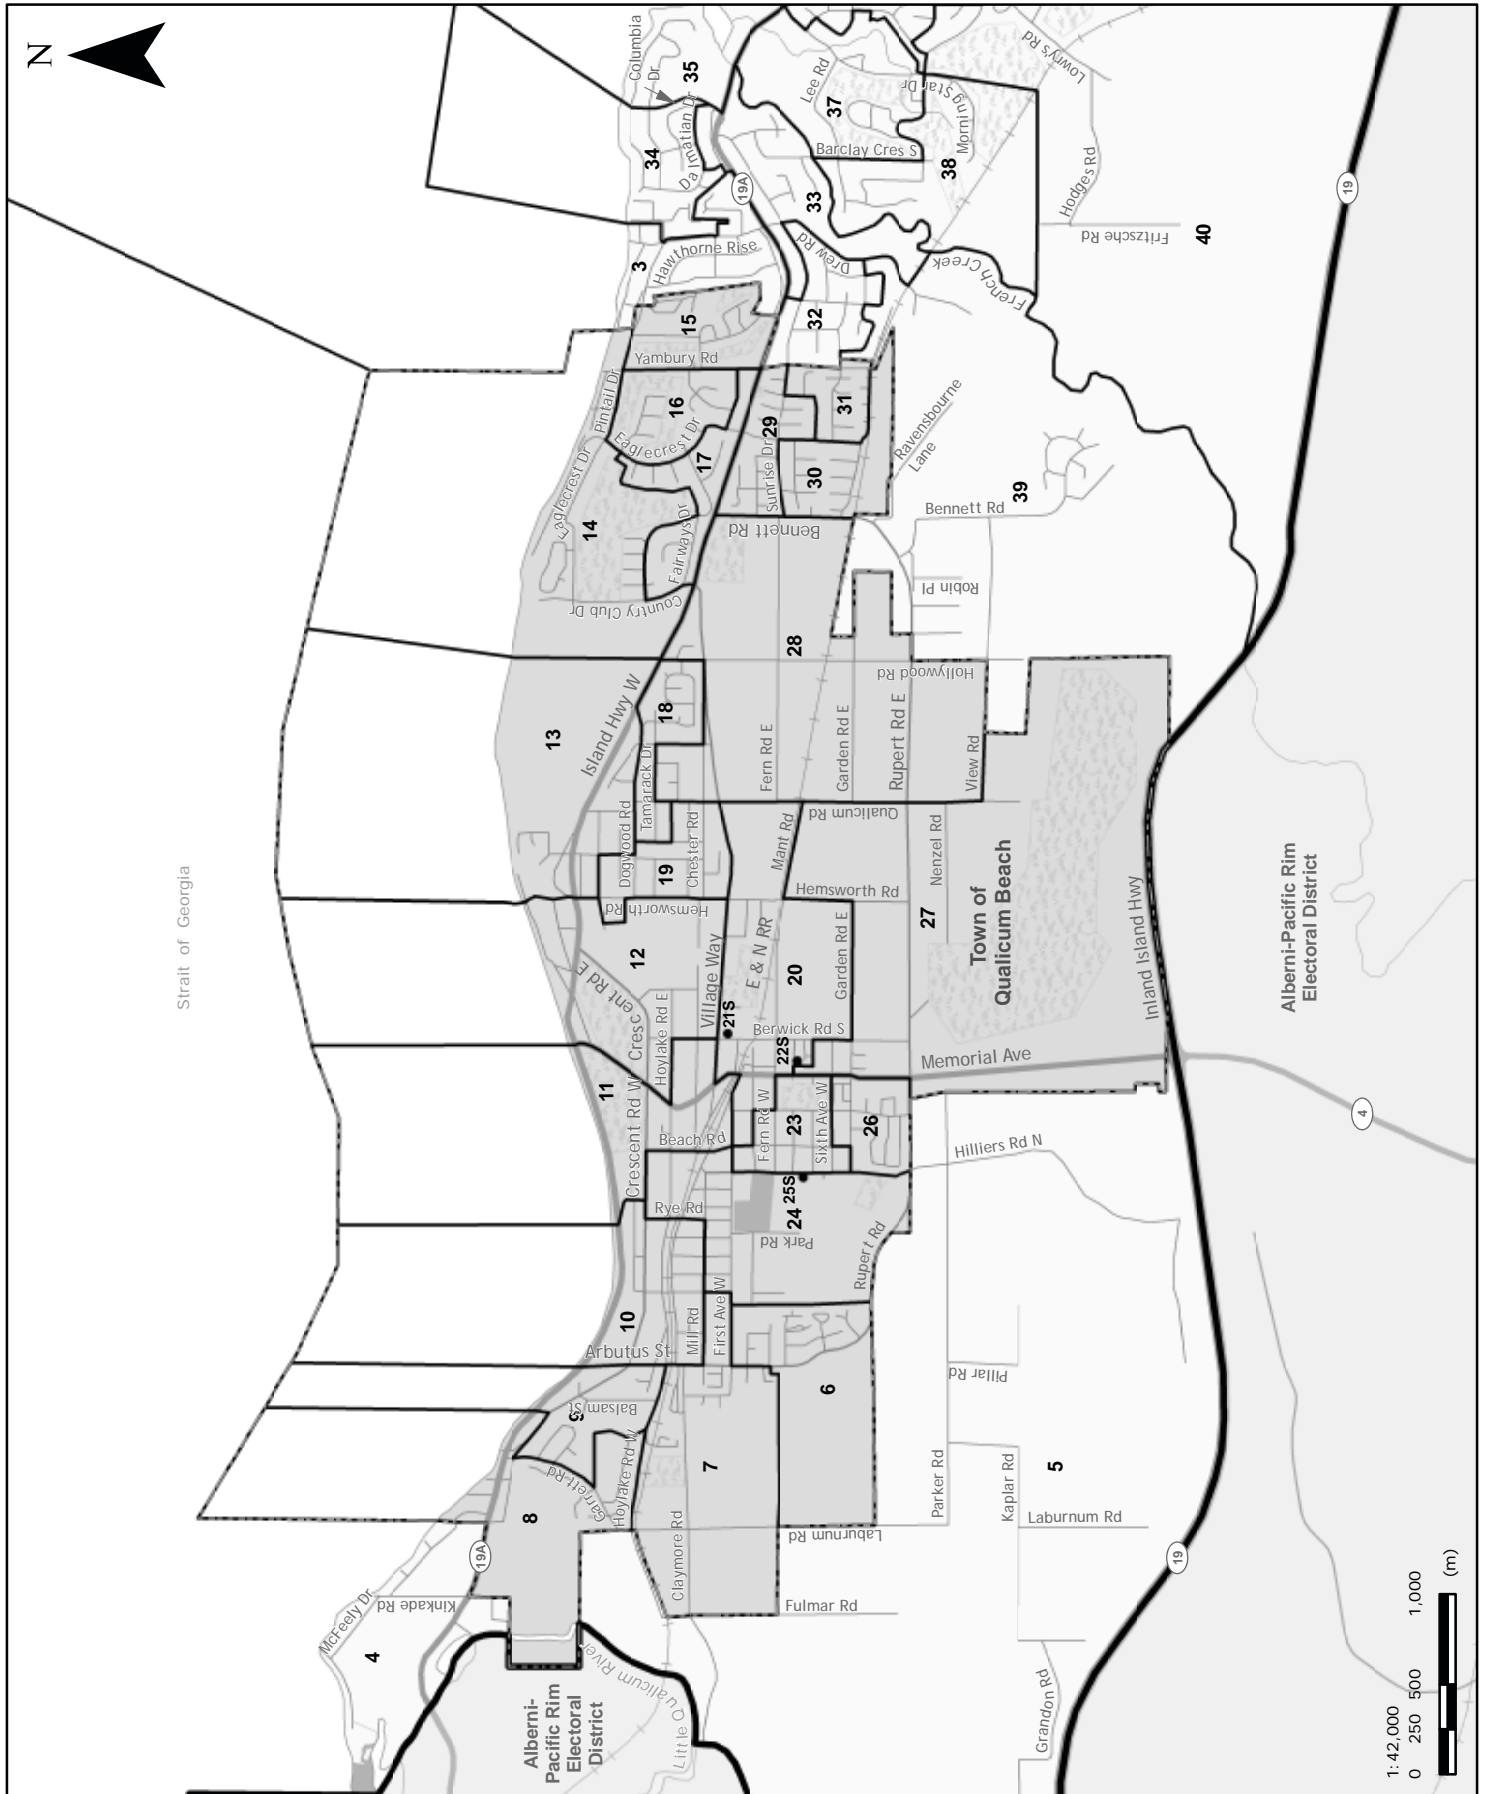 N
Strait of Georgia
Columbia
Dr
35
34
Dalmatian Dr
Lee Rd
37
Morning Star Dr
Lowry's Rd
Barclay Cres S
38
33
19A
Hodges Rd
Fritzsche Rd
40
19
3
Hawthorne Rise
Drew Rd
French Creek
15
32
Yambury Rd
Pintail Dr
16
Eaglecrest Dr
17
29
31
Sunrise Dr
30
Ravensbourne
Lane
39
Bennett Rd
Eaglecrest Dr
14
Fairways Dr
Bennett Rd
Country Club Dr
Robin Pl
28
Hollywood Rd
13
Island Hwy W
18
Tamarack Dr
Fern Rd E
Garden Rd E
Rupert Rd E
View Rd
Dogwood Rd
Chester Rd
19
Mant Rd
Qualicum Rd
Nenzel Rd
Hemsworth Rd
Hemsworth Rd
27
Town of
Qualicum Beach
Inland Island Hwy
Alberni-Pacific Rim
Electoral District
12
Crescent Rd E
Hoylake Rd E
Village Way
E & N RR
20
Garden Rd E
21S
Berwick Rd S
22S
Memorial Ave
11
Crescent Rd W
Beach Rd
Fern Rd W
23
Sixth Ave W
26
Hilliers Rd N
4
25S
24
Rye Rd
Park Rd
Rupert Rd
10
Arbutus St
Mill Rd
First Ave W
6
Pillar Rd
9
Balsam St
7
5
8
Garrett Rd
Hoylake Rd W
Parker Rd
Kaplar Rd
Laburnum Rd
Laburnum Rd
Claymore Rd
Fulmar Rd
19A
19
Kinkade Rd
McFeely Dr
4
Little Qualicum River
Alberni-
Pacific Rim
Electoral
District
Grandon Rd
1: 42,000
0 250 500 1,000
(m)